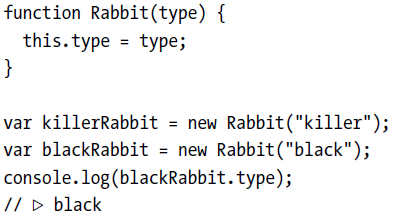 function Rabbit(type) {
  this.type = type;
}

var killerRabbit = new Rabbit("killer");
var blackRabbit = new Rabbit("black");
console.log(blackRabbit.type);
// ▷ black